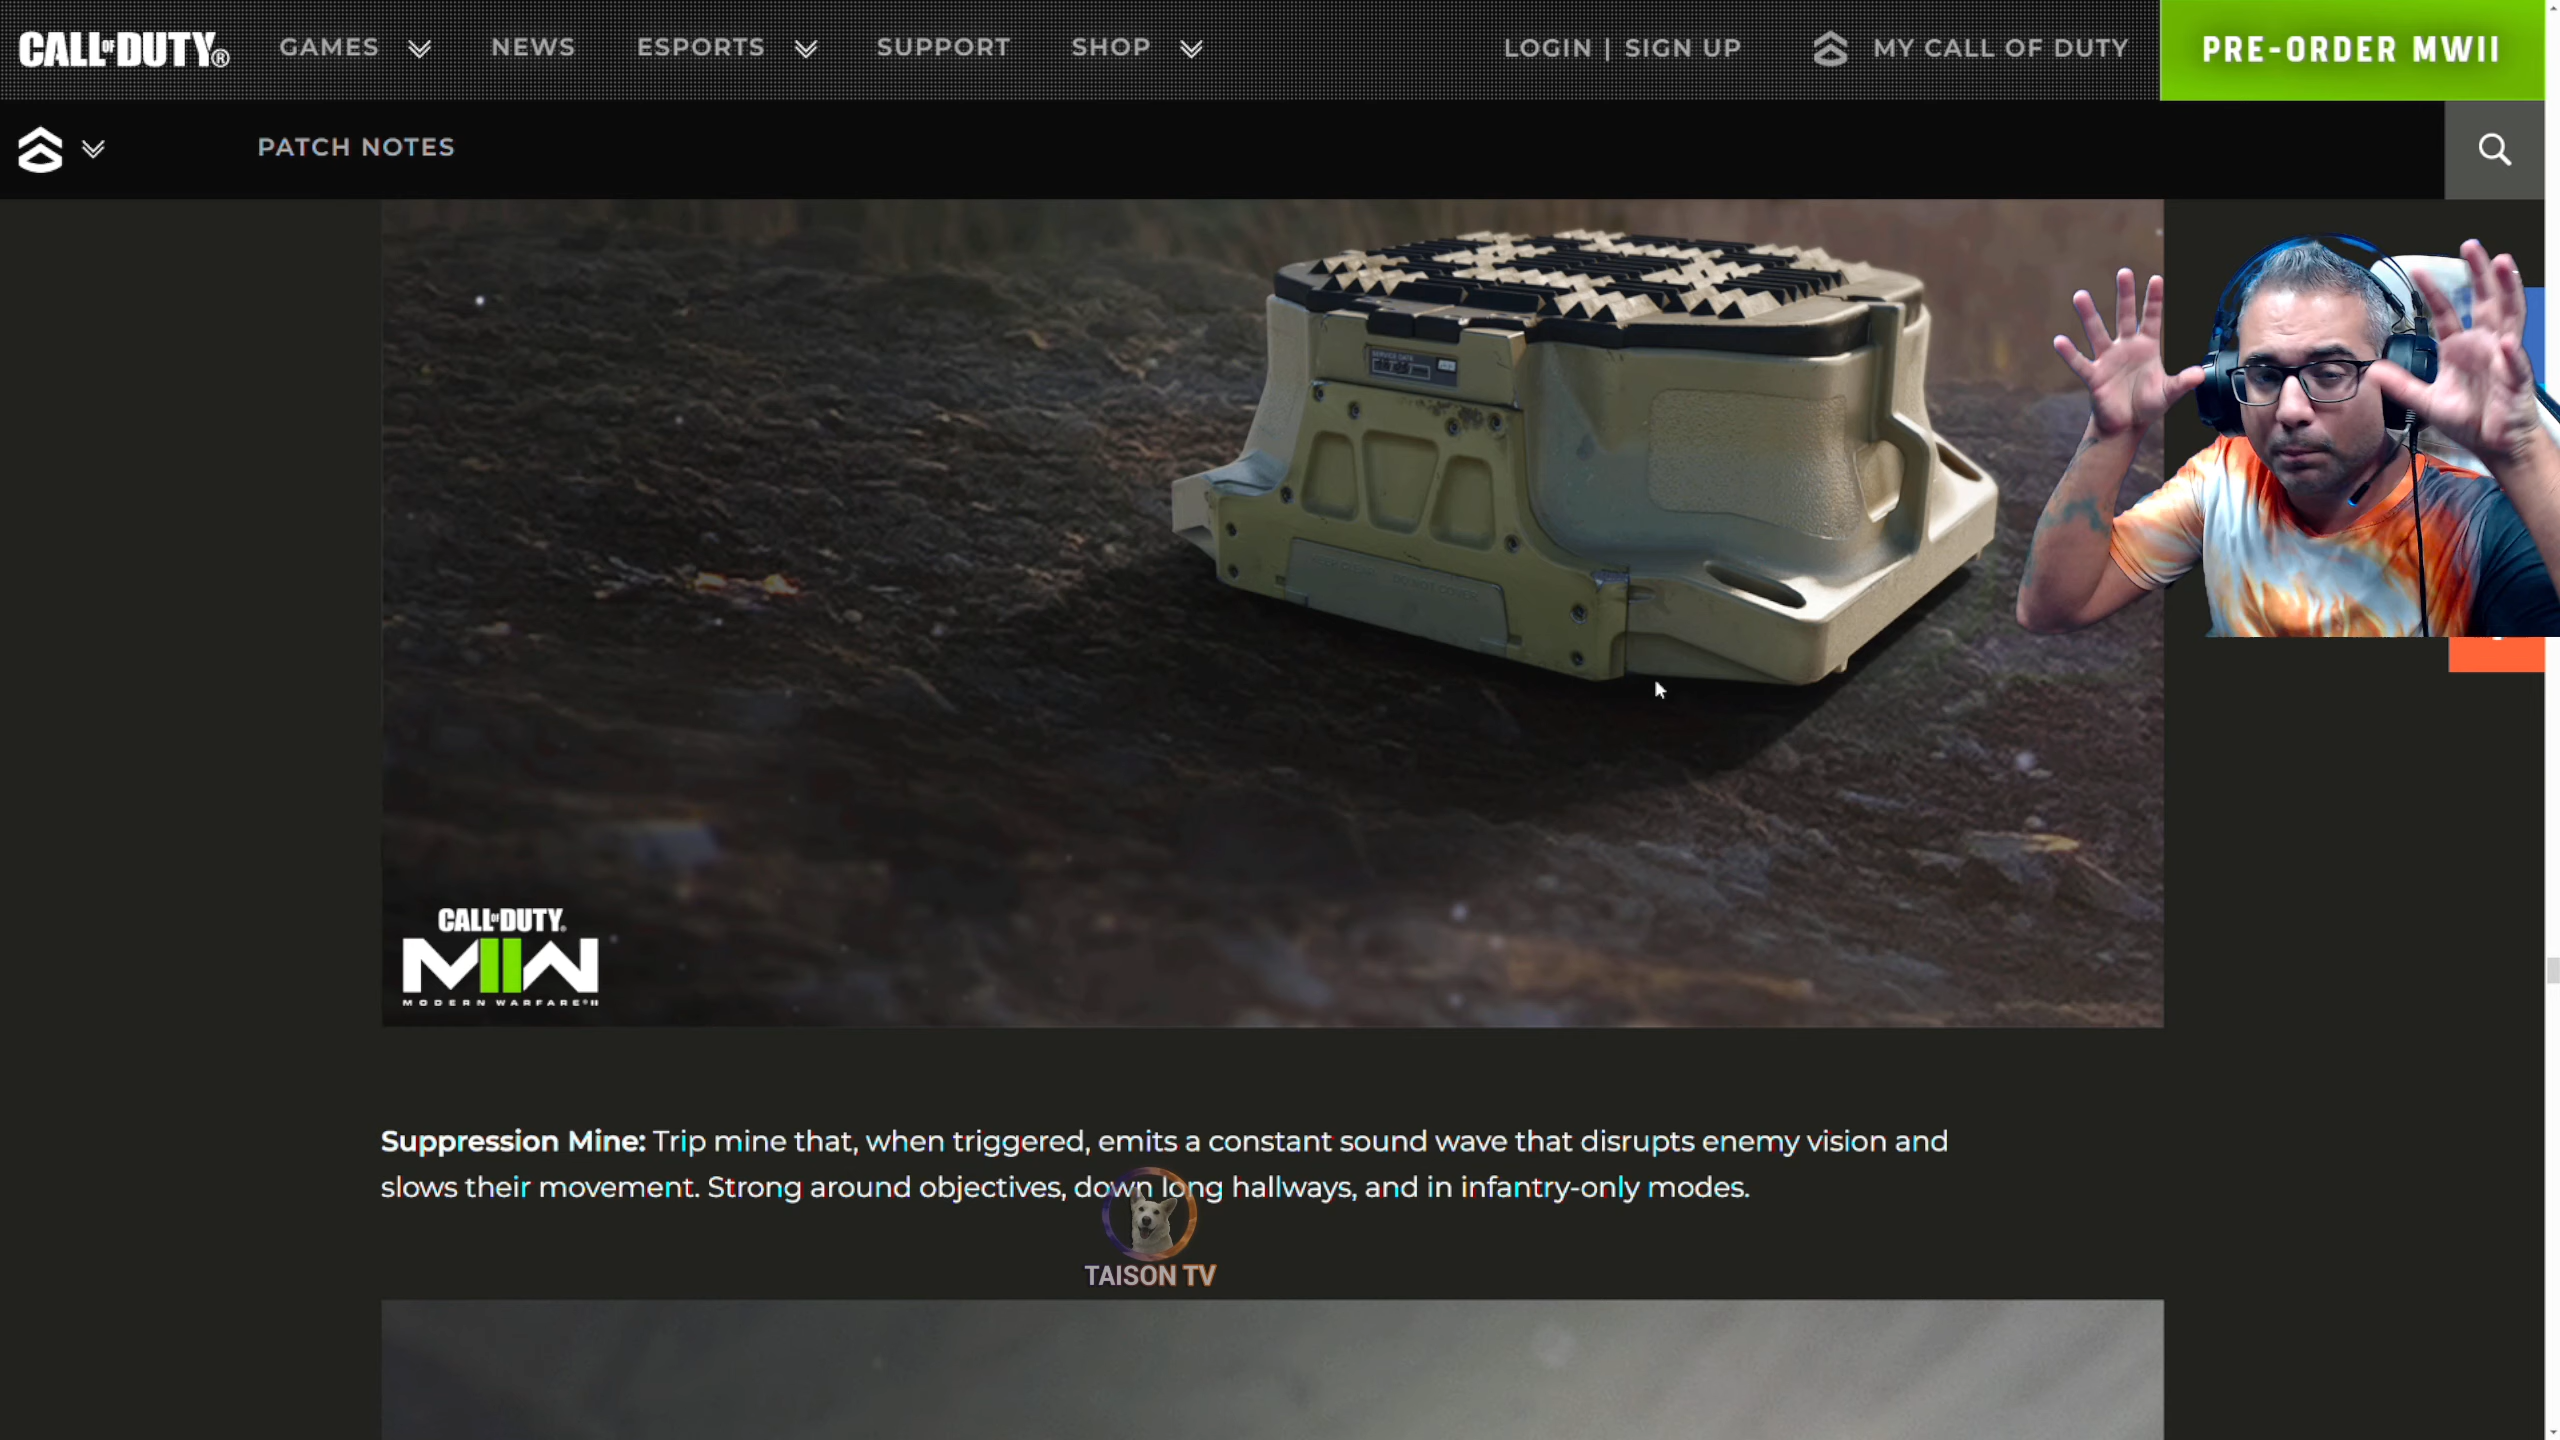 CALL OF DUTY®
GAMES
NEWS
ESPORTS
SUPPORT
SHOP
LOGIN | SIGN UP
MY CALL OF DUTY
PRE-ORDER MWII
PATCH NOTES
CALL OF DUTY®
MWII
MODERN WARFARE® II
Suppression Mine: Trip mine that, when triggered, emits a constant sound wave that disrupts enemy vision and
slows their movement. Strong around objectives, down long hallways, and in infantry-only modes.
TAISON TV